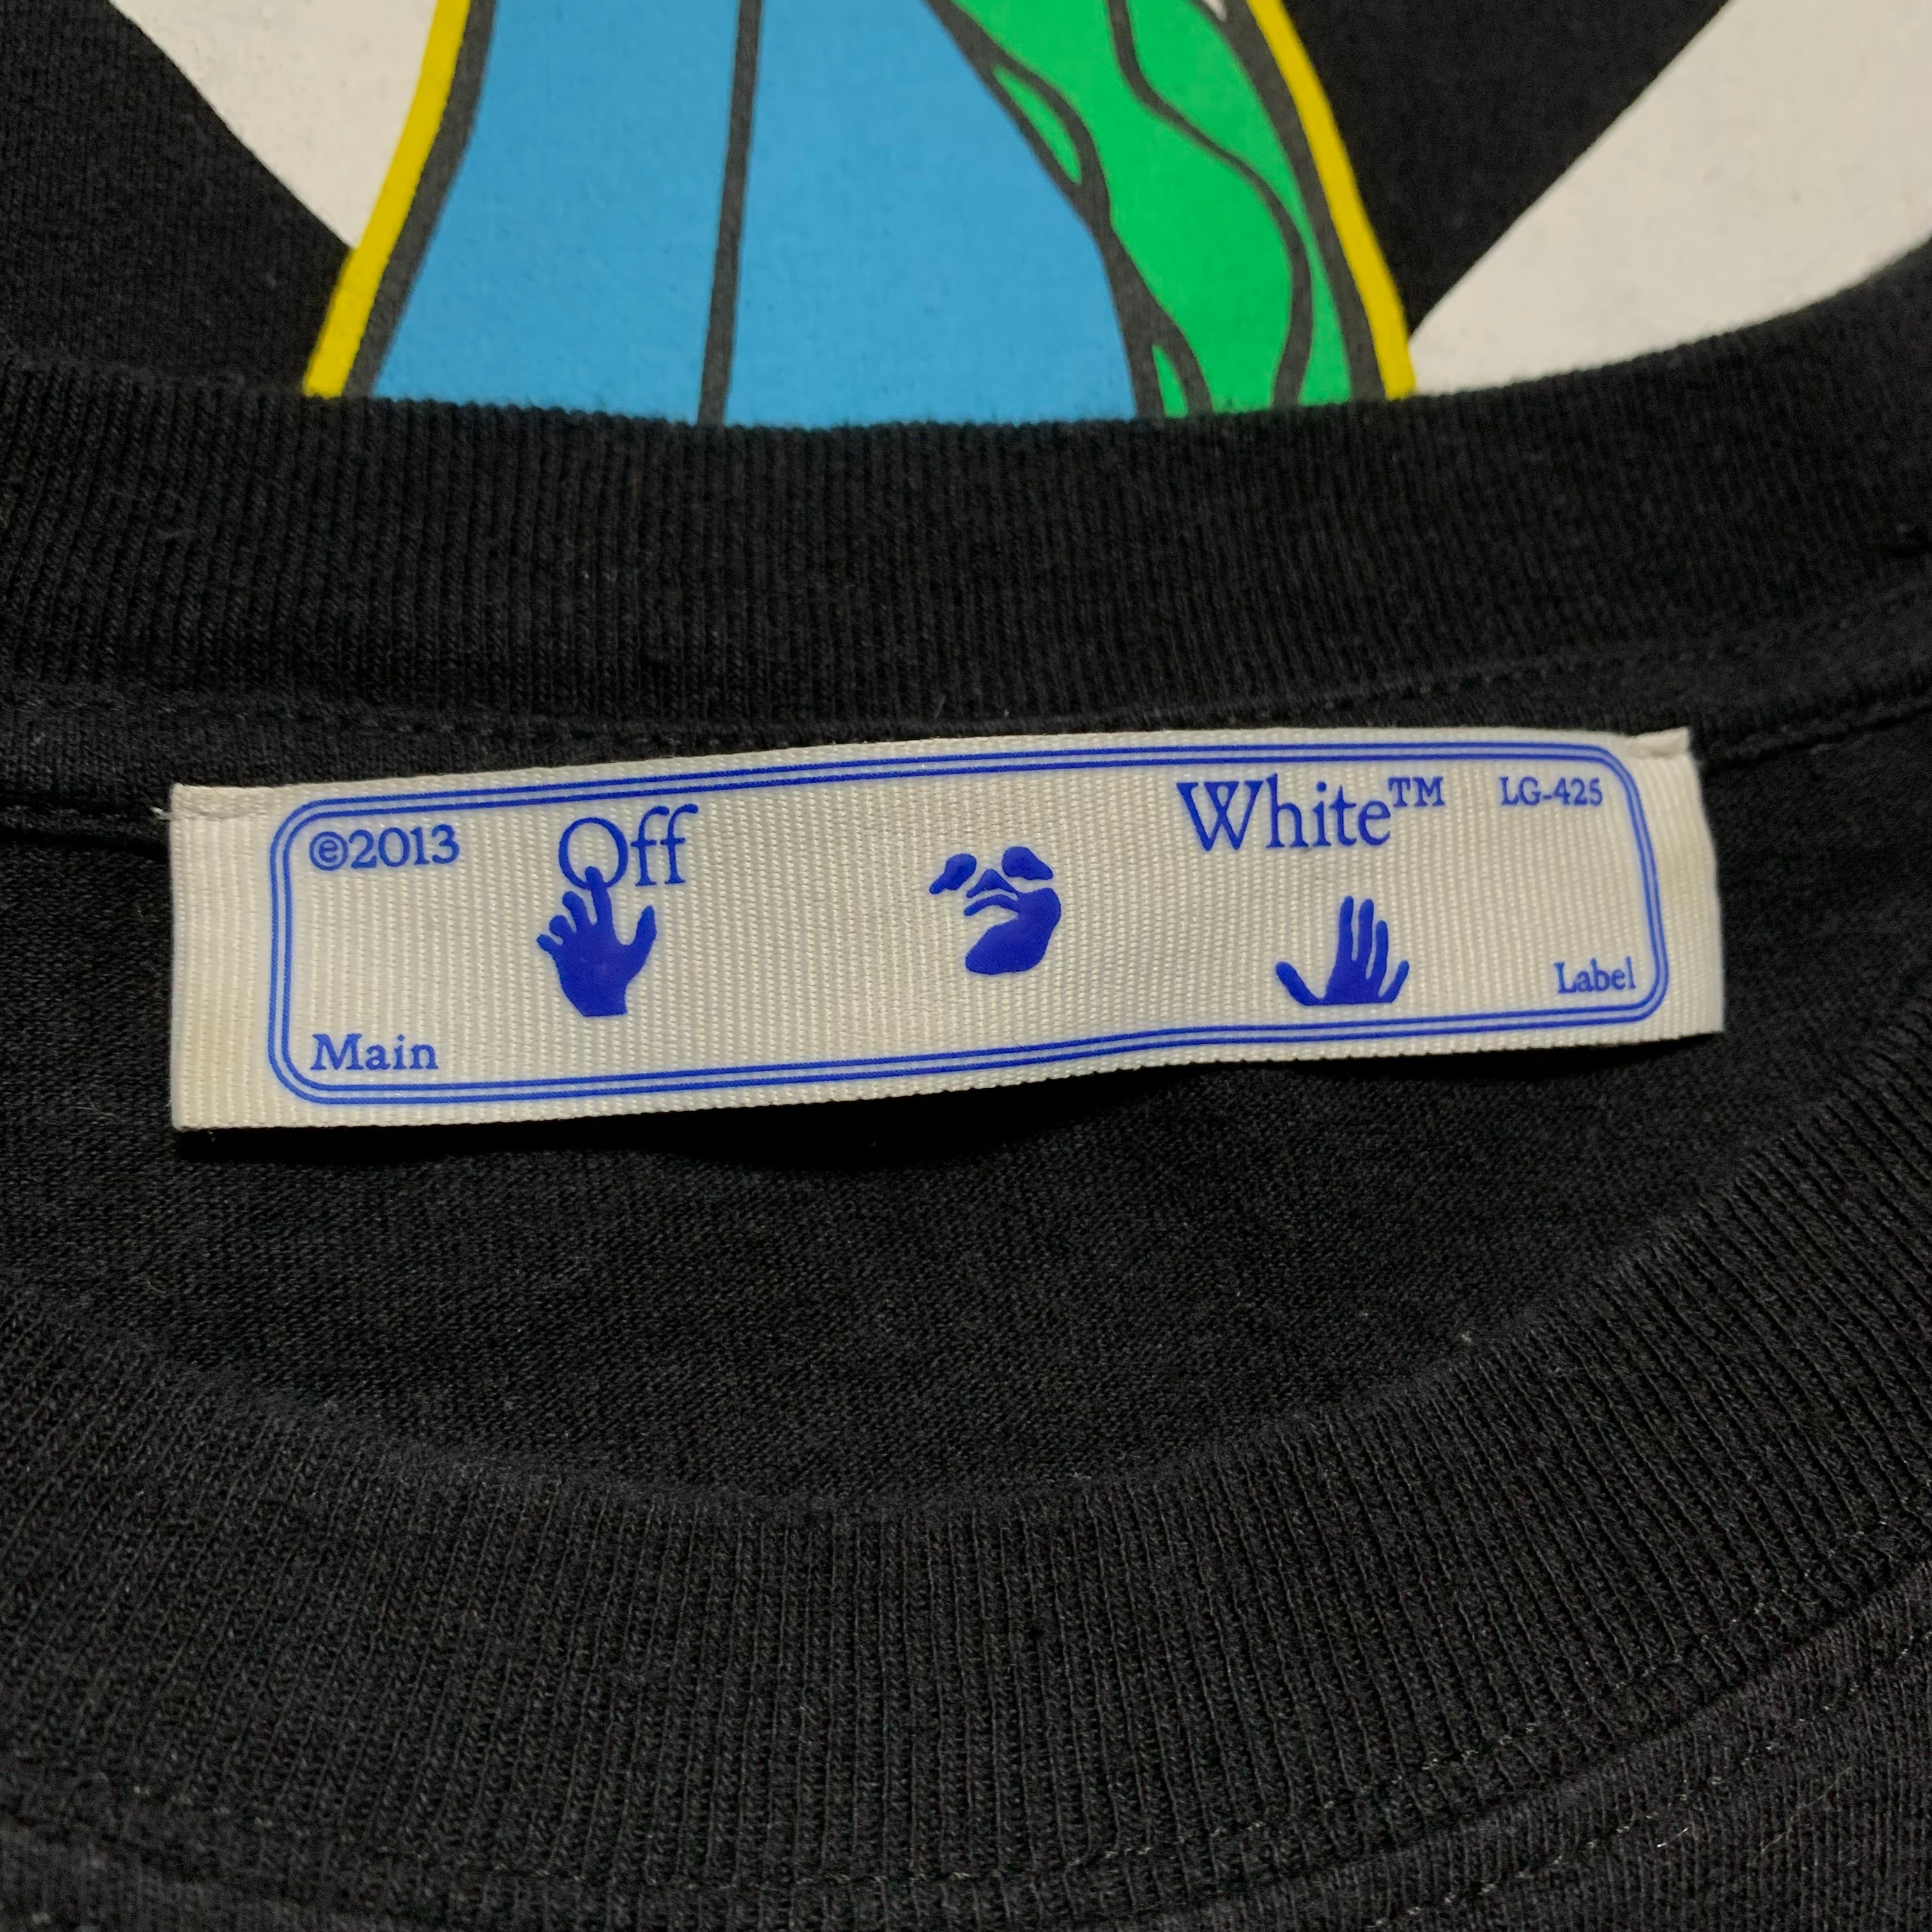 ©2013 Off White™ LG-425
Main Label